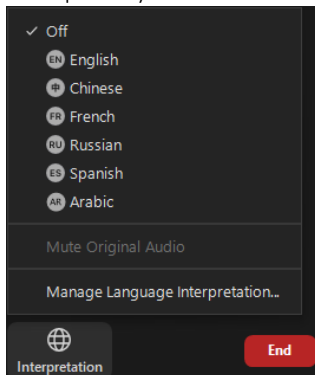 Off
EN English
中 Chinese
FR French
RU Russian
ES Spanish
AR Arabic
Mute Original Audio
Manage Language Interpretation...
End
Interpretation